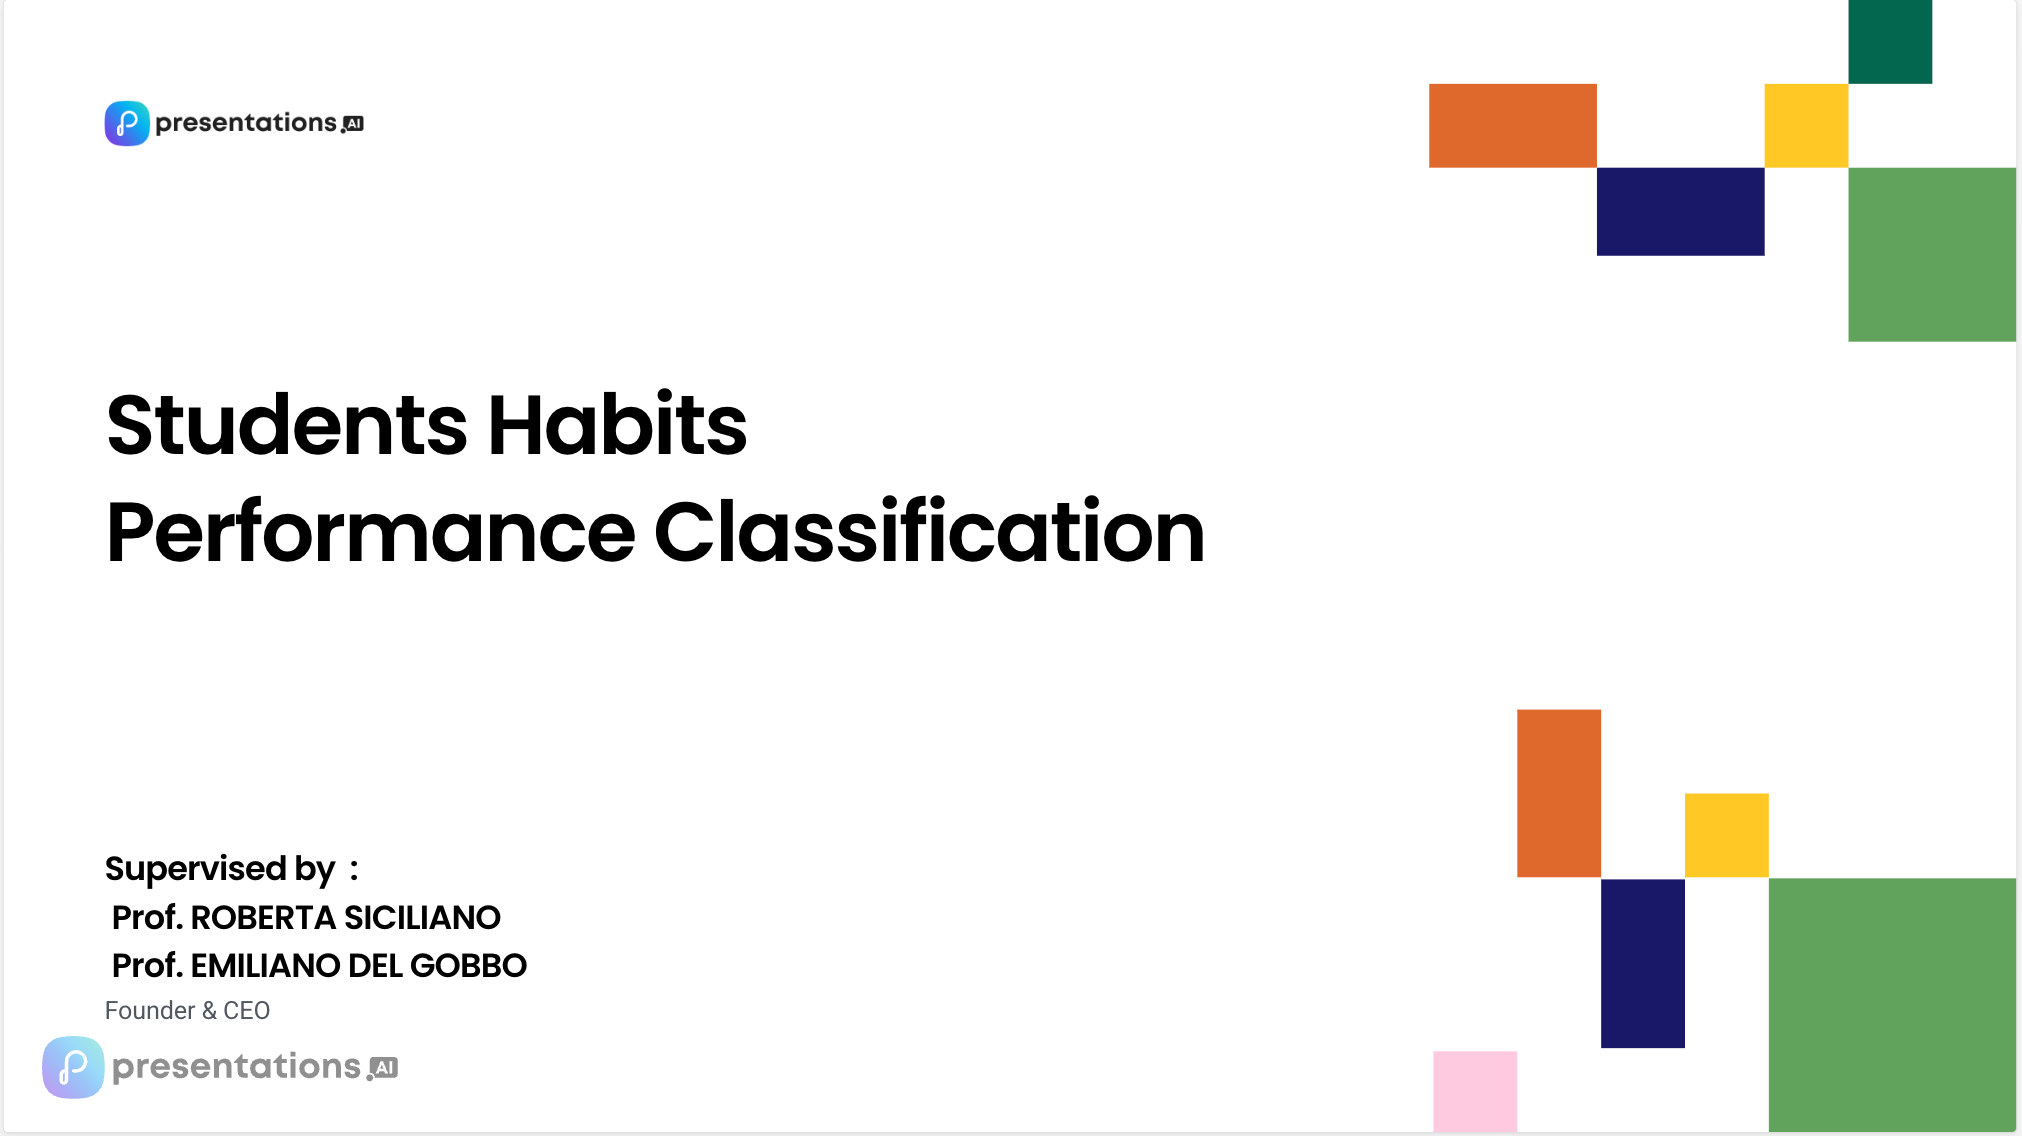 presentations.AI
Students Habits
Performance Classification
Supervised by :
Prof. ROBERTA SICILIANO
Prof. EMILIANO DEL GOBBO
Founder & CEO
presentations.AI